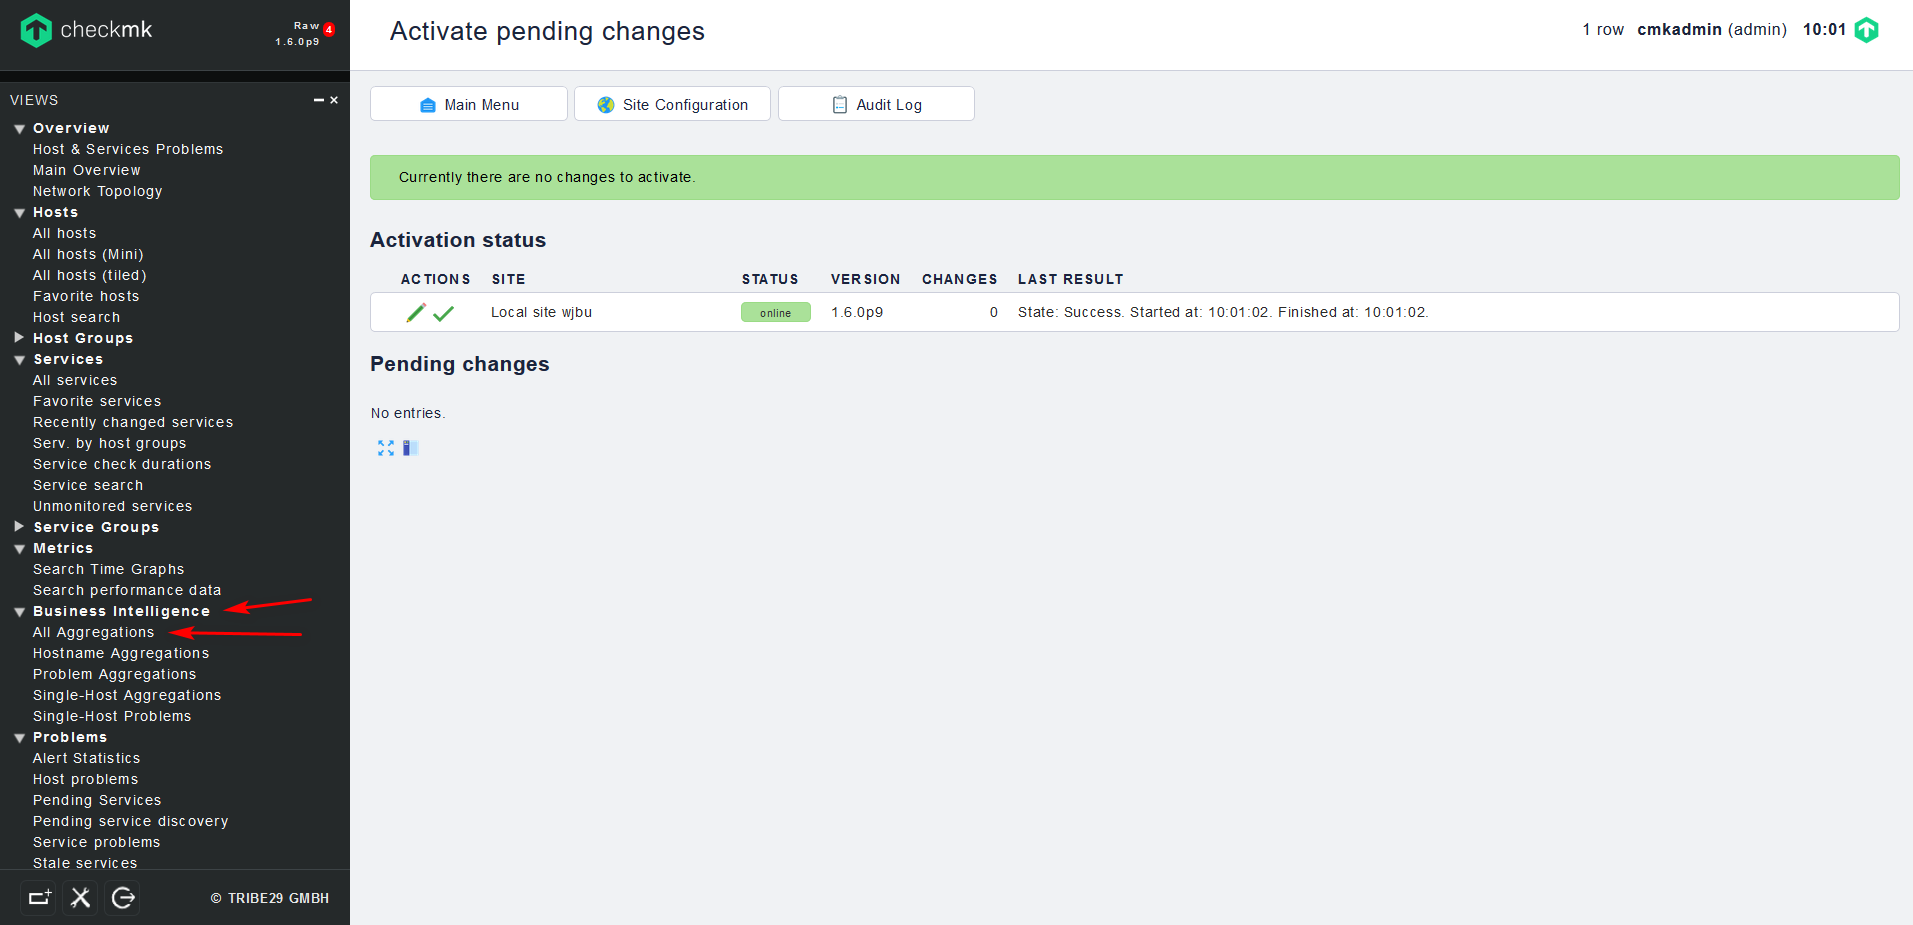 checkmk
Raw
1.6.0p9
4
Activate pending changes
1 row cmkadmin (admin) 10:01
VIEWS
Overview
Host & Services Problems
Main Overview
Network Topology
Hosts
All hosts
All hosts (Mini)
All hosts (tiled)
Favorite hosts
Host search
Host Groups
Services
All services
Favorite services
Recently changed services
Serv. by host groups
Service check durations
Service search
Unmonitored services
Service Groups
Metrics
Search Time Graphs
Search performance data
Business Intelligence
All Aggregations
Hostname Aggregations
Problem Aggregations
Single-Host Aggregations
Single-Host Problems
Problems
Alert Statistics
Host problems
Pending Services
Pending service discovery
Service problems
Stale services
© TRIBE29 GMBH
Main Menu
Site Configuration
Audit Log
Currently there are no changes to activate.
Activation status
ACTIONS SITE STATUS VERSION CHANGES LAST RESULT
Local site wjbu online 1.6.0p9 0 State: Success. Started at: 10:01:02. Finished at: 10:01:02.
Pending changes
No entries.